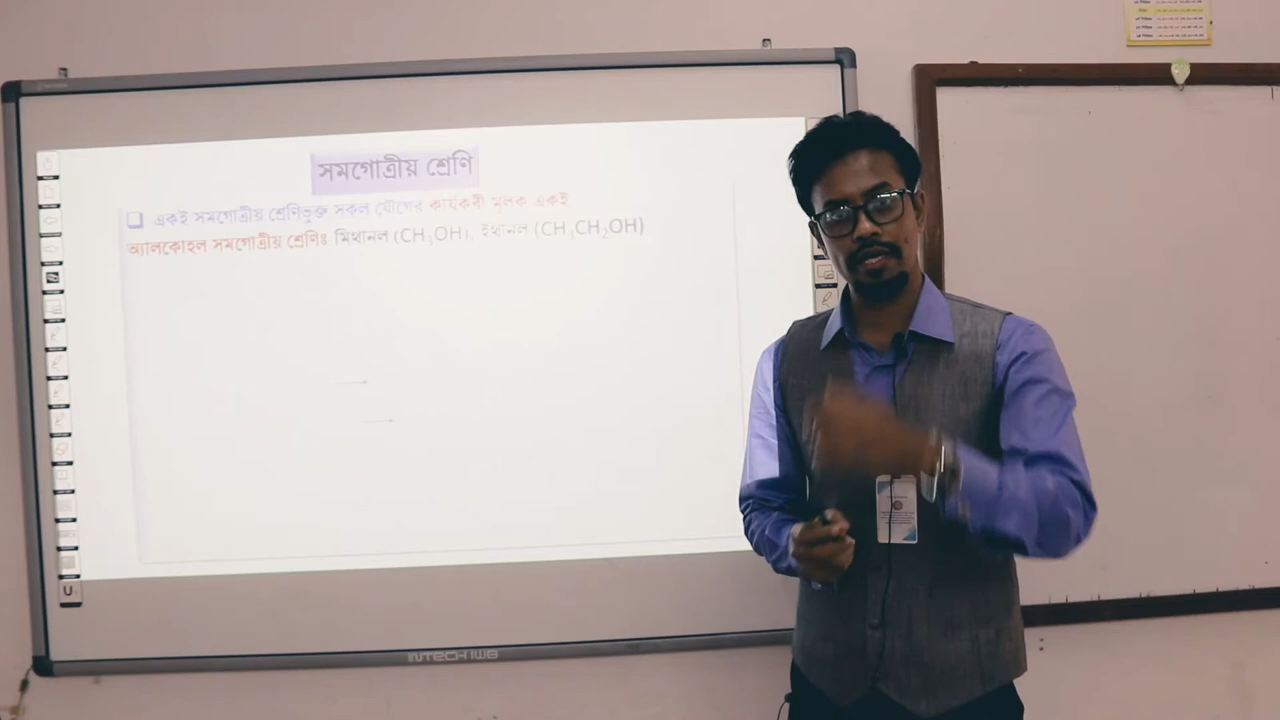 সমগোত্রীয় শ্রেণি
❑ একই সমগোত্রীয় শ্রেণিভুক্ত সকল যৌগের কার্যকরী মূলক একই
অ্যালকোহল সমগোত্রীয় শ্রেণিঃ মিথানল (CH₃OH), ইথানল (CH₃CH₂OH)
INTECH IWB